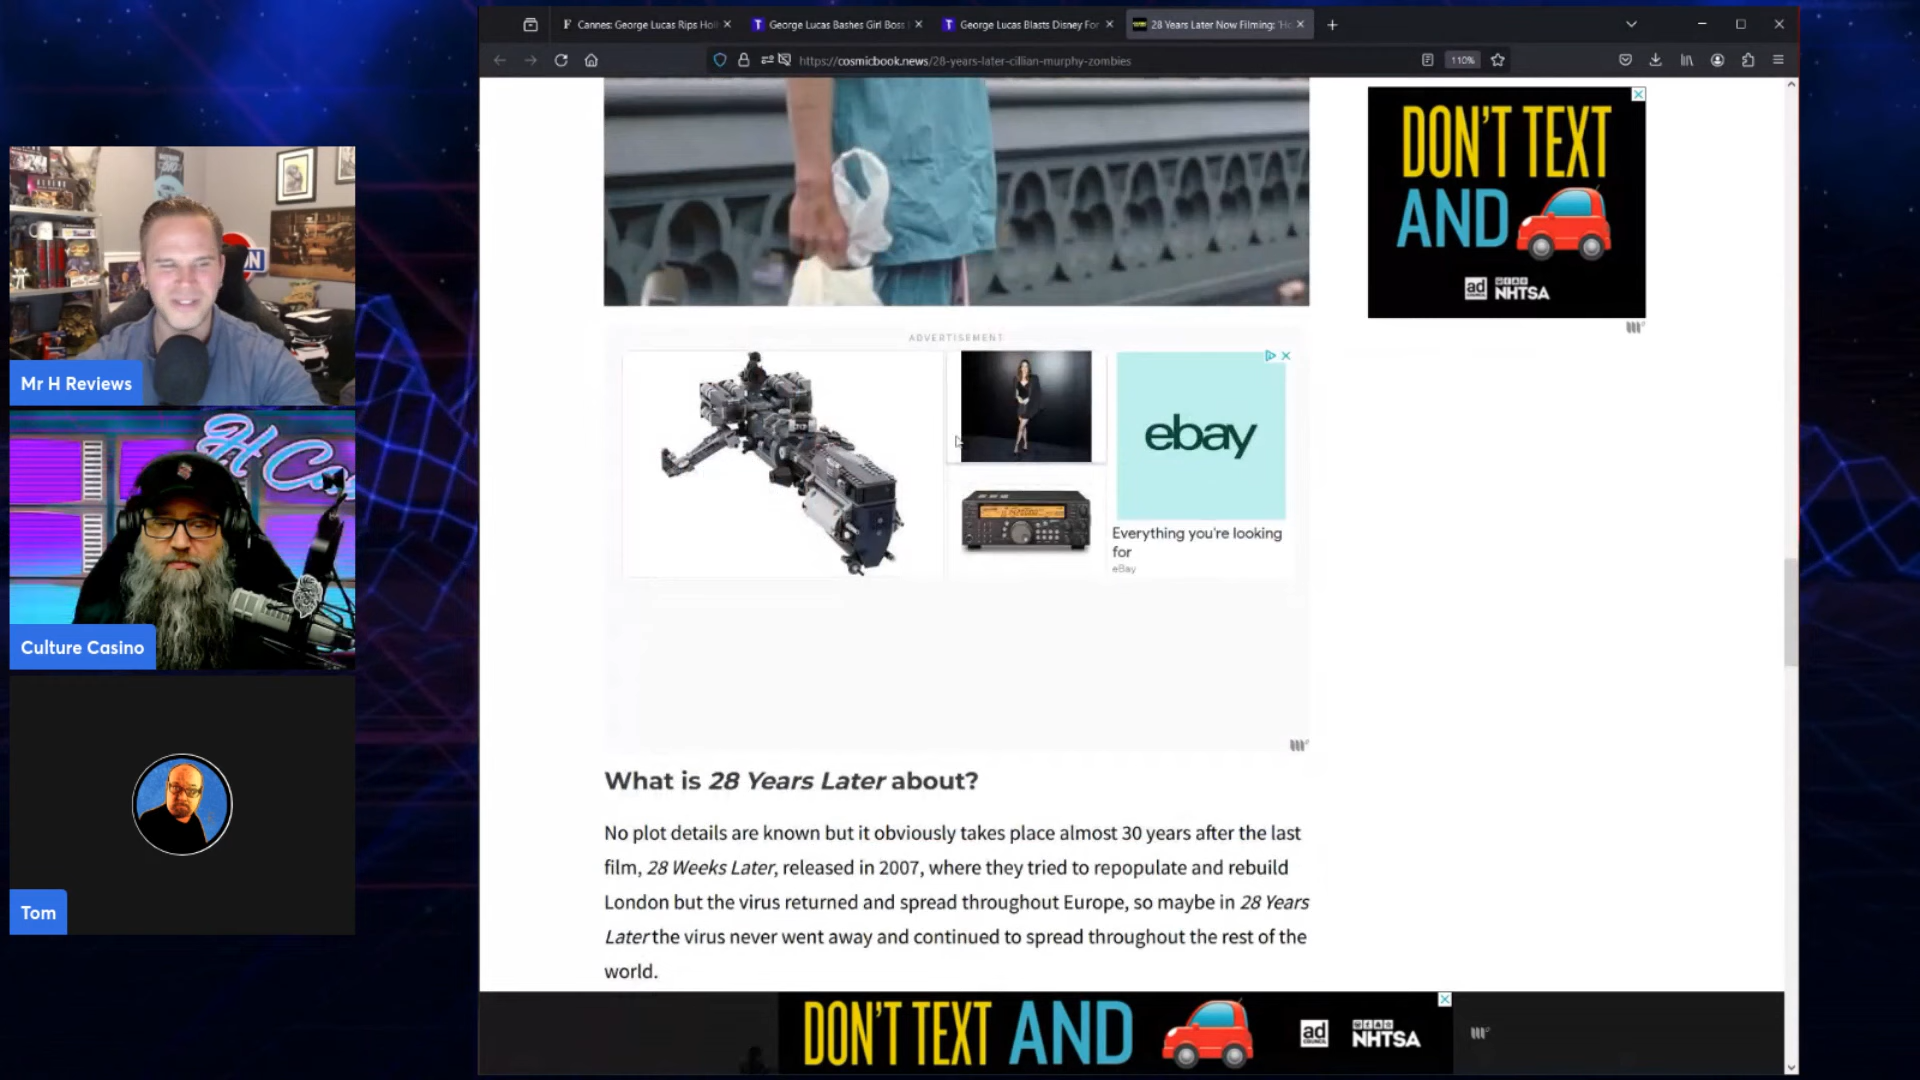 Cannes: George Lucas Rips Holl
George Lucas Bashes Girl Boss
George Lucas Blasts Disney For
28 Years Later Now Filming: 'Ho
https://cosmicbook.news/28-years-later-cillian-murphy-zombies
110%
DON'T TEXT
AND
ad
COUNCIL
NHTSA
ADVERTISEMENT
ebay
Everything you're looking
for
eBay
Mr H Reviews
Culture Casino
Tom
What is 28 Years Later about?
No plot details are known but it obviously takes place almost 30 years after the last
film, 28 Weeks Later, released in 2007, where they tried to repopulate and rebuild
London but the virus returned and spread throughout Europe, so maybe in 28 Years
Later the virus never went away and continued to spread throughout the rest of the
world.
DON'T TEXT AND
ad
COUNCIL
NHTSA